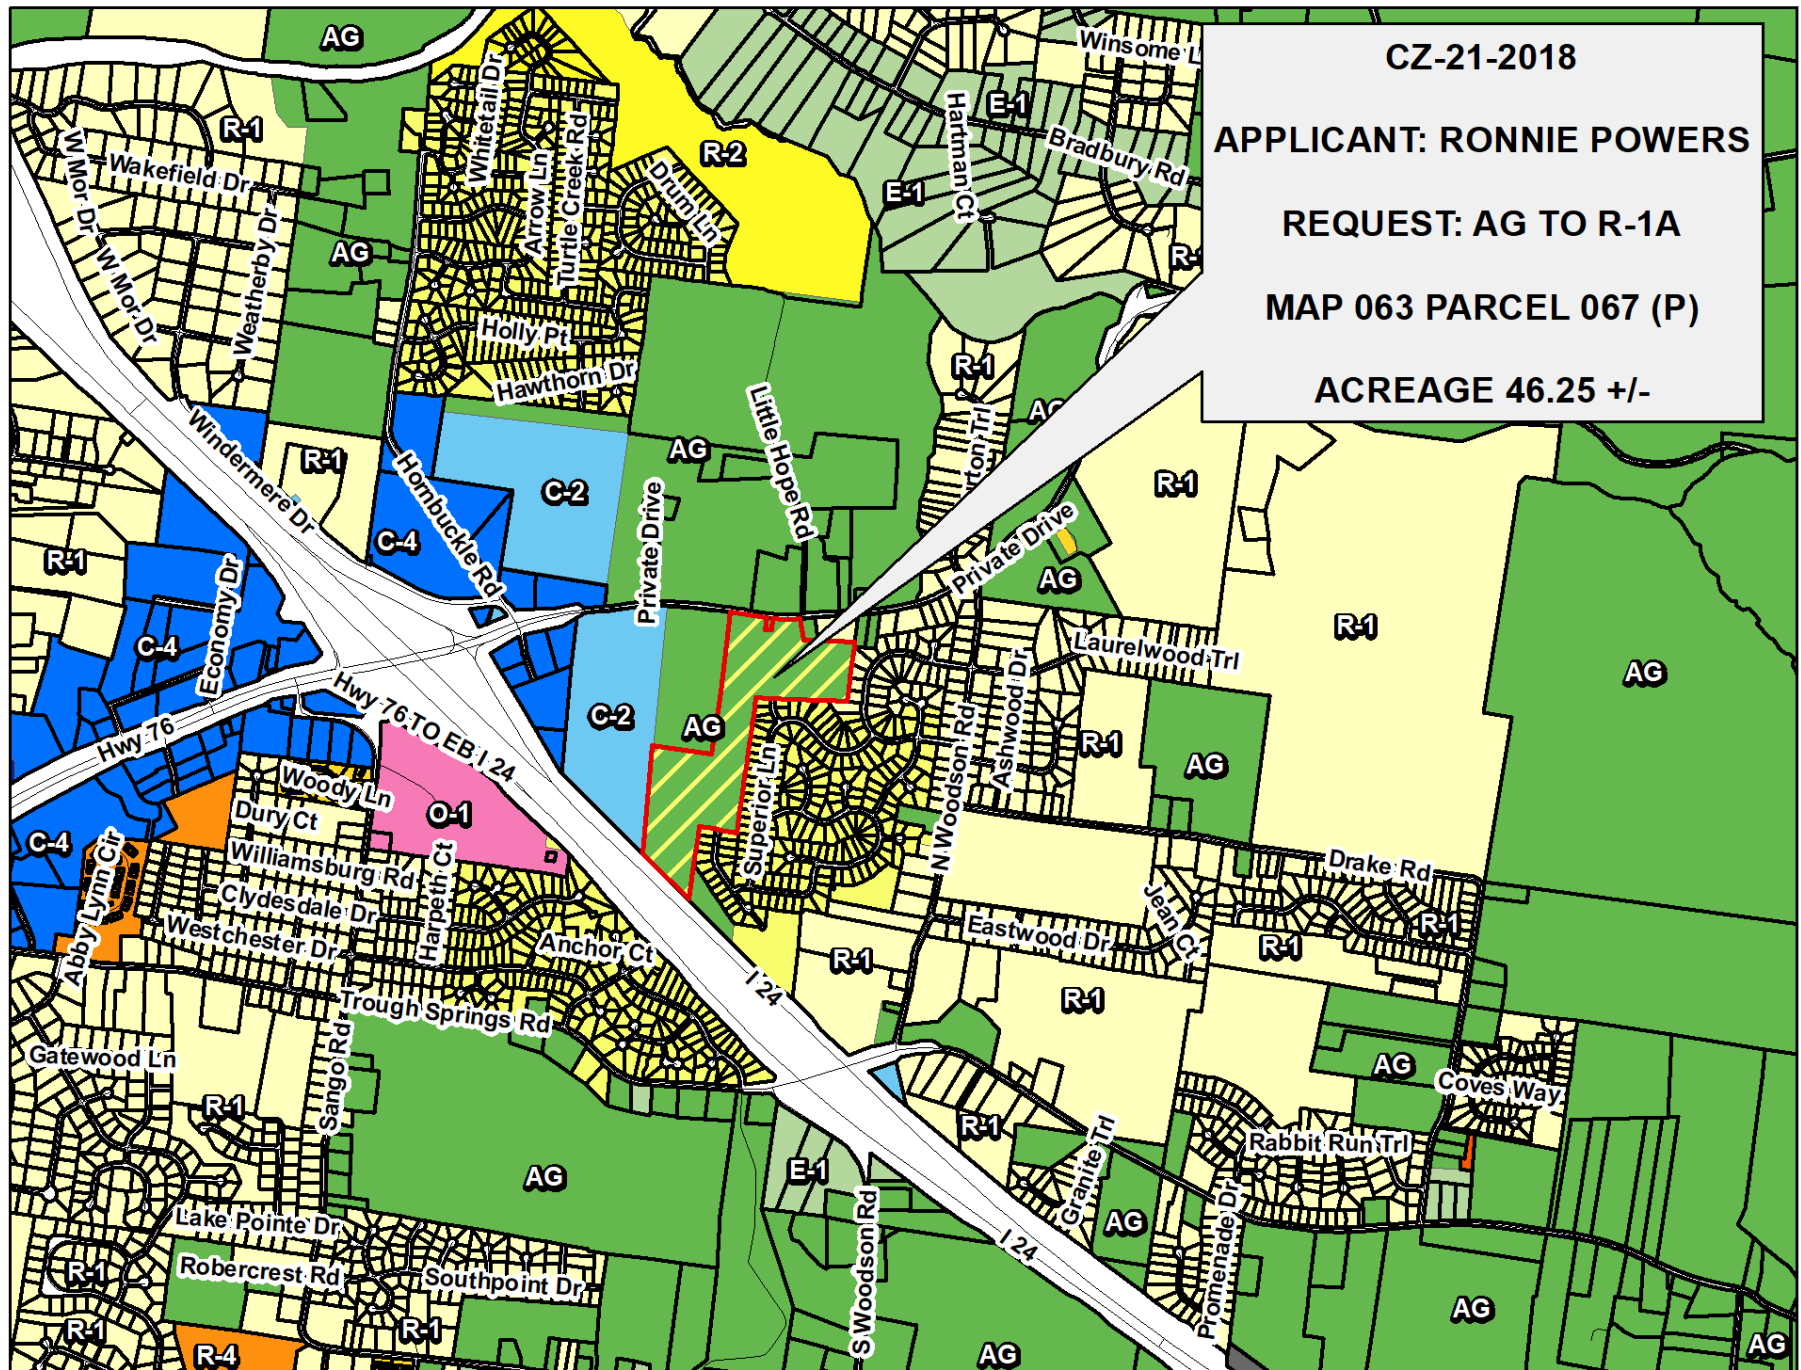 CZ-21-2018
APPLICANT: RONNIE POWERS
REQUEST: AG TO R-1A
MAP 063 PARCEL 067 (P)
ACREAGE 46.25 +/-
AG
Whitetail Dr
Winsome
R-1
W Mor Dr
Wakefield Dr
Weatherby Dr
W Mor Dr
AG
Arrow Ln
Turtle Creek Rd
Drum Ln
R-2
E-1
Hartman Ct
E-1
Bradbury Rd
Holly Pt
Hawthorn Dr
R-1
Windermere Dr
R-1
Hornbuckle Rd
C-4
C-2
AG
Private Drive
Little Hope Rd
R-1
AG
Private Drive
AG
R-1
R-1
AG
R-1
C-4
Economy Dr
Hwy 76
Hwy 76 TO EB I 24
C-2
AG
Superior Ln
N Woodson Rd
Ashwood Dr
Laurelwood Trl
R-1
AG
C-4
Abby Lynn Cir
Woody Ln
Dury Ct
O-1
Williamsburg Rd
Clydesdale Dr
Westchester Dr
Harpeth Ct
Anchor Ct
Trough Springs Rd
I 24
R-1
Eastwood Dr
Jean Ct
Drake Rd
R-1
R-1
R-1
Gatewood Ln
Sango Rd
R-1
AG
E-1
S Woodson Rd
R-1
Granite Trl
AG
Coves Way
Rabbit Run Trl
Promenade Dr
AG
I 24
Lake Pointe Dr
Robercrest Rd
Southpoint Dr
R-1
R-1
R-1
R-4
AG
AG
AG